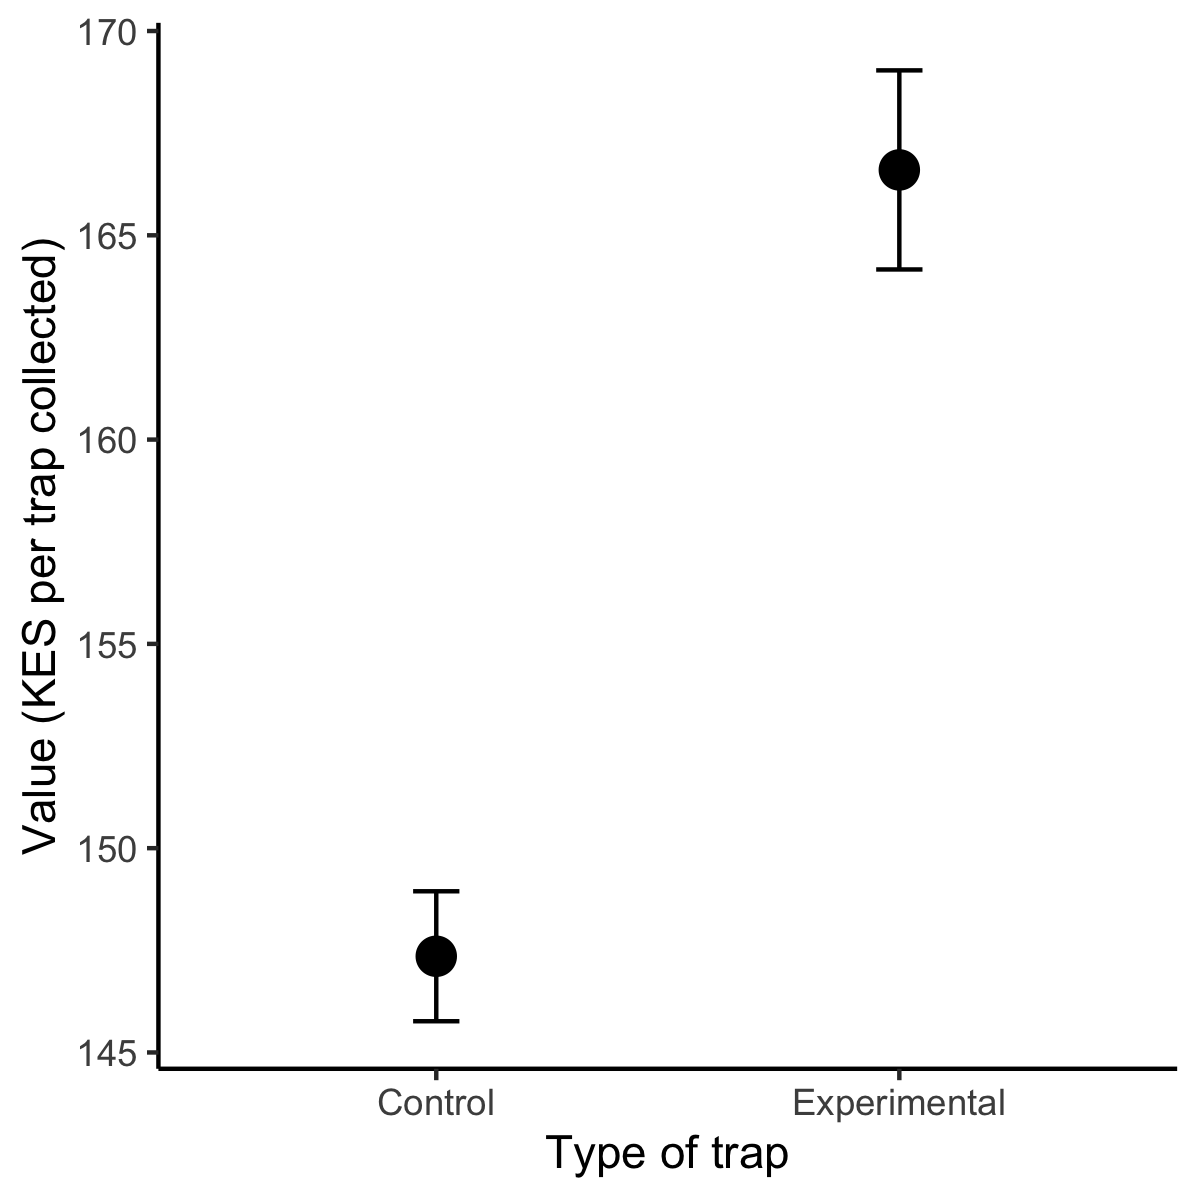 Value (KES per trap collected)
170
165
160
155
150
145
Control Experimental
Type of trap